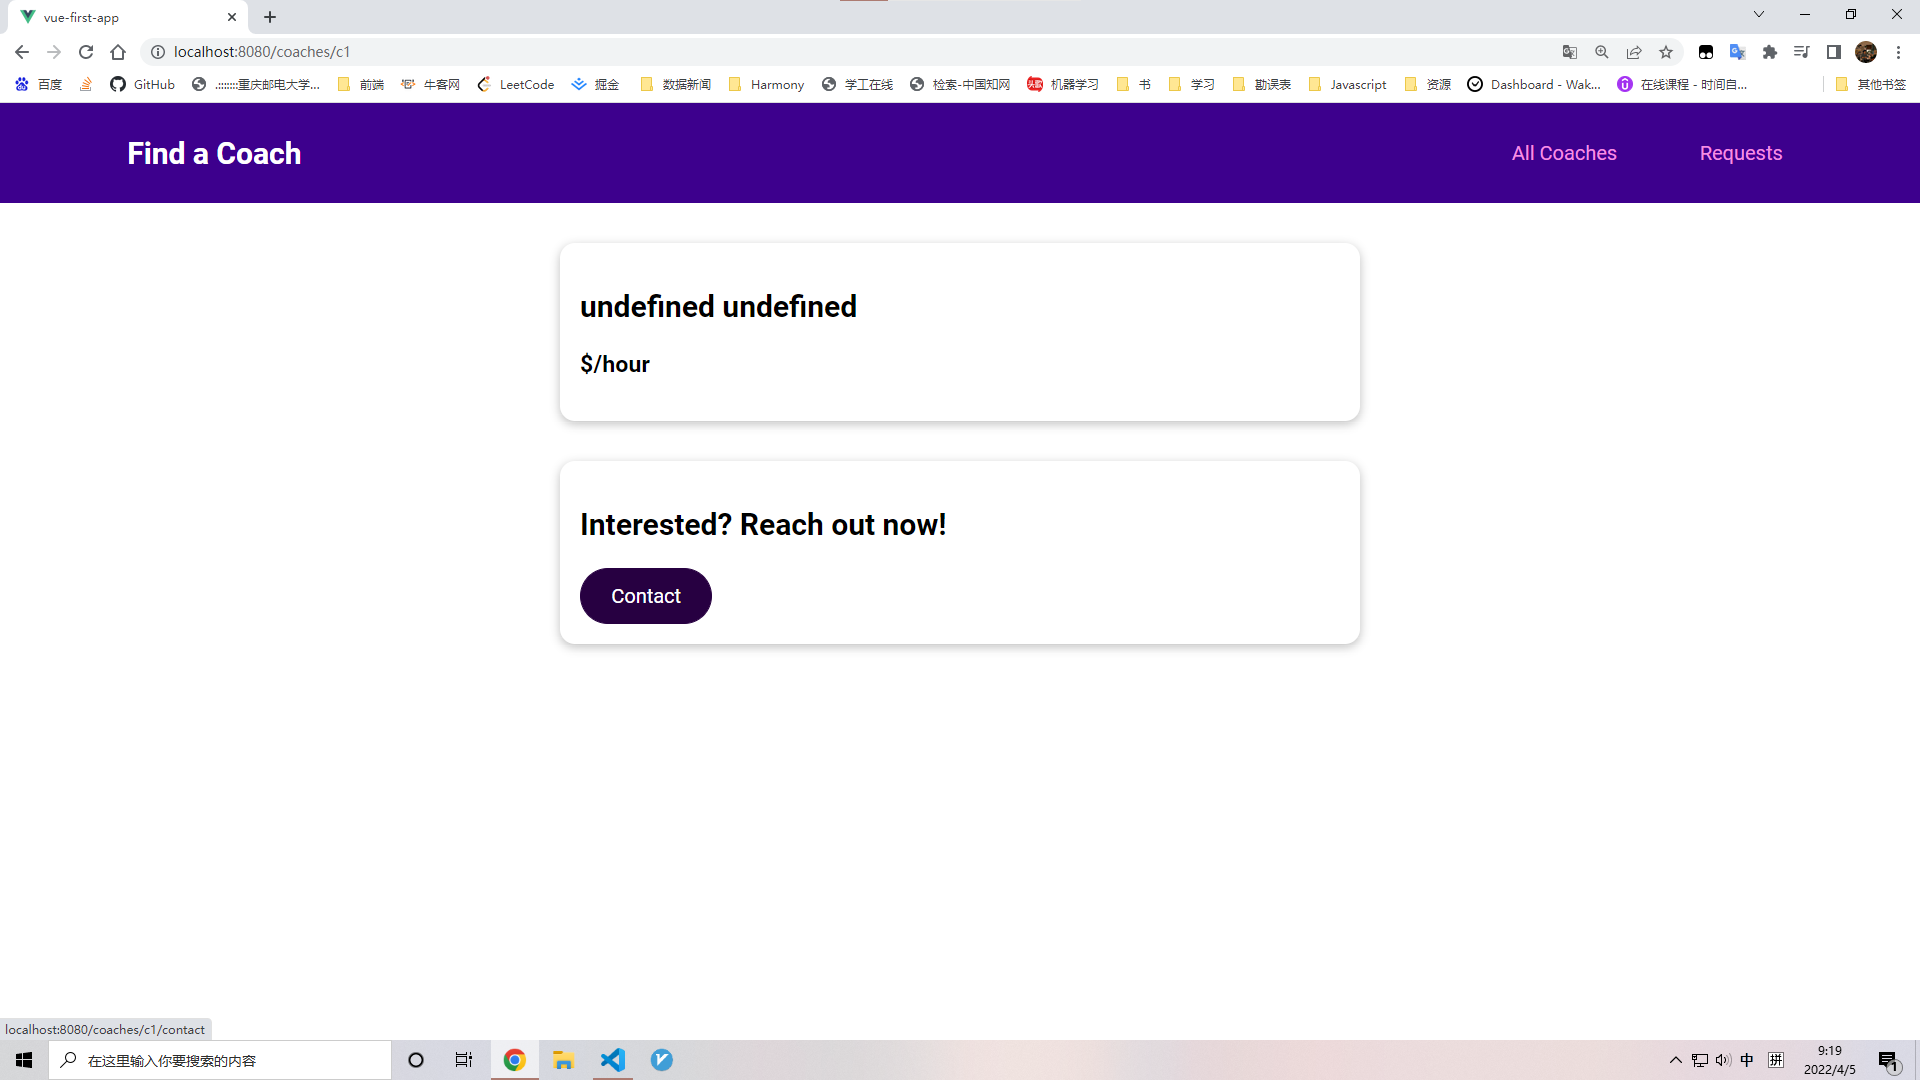 vue-first-app
localhost:8080/coaches/c1
百度
GitHub
.:::::::重庆邮电大学...
前端
牛客网
LeetCode
掘金
数据新闻
Harmony
学工在线
检索-中国知网
机器学习
书
学习
勘误表
Javascript
资源
Dashboard - Wak...
在线课程 - 时间自...
其他书签
Find a Coach
All Coaches
Requests
undefined undefined
$/hour
Interested? Reach out now!
Contact
localhost:8080/coaches/c1/contact
在这里输入你要搜索的内容
中
拼
9:19
2022/4/5
1